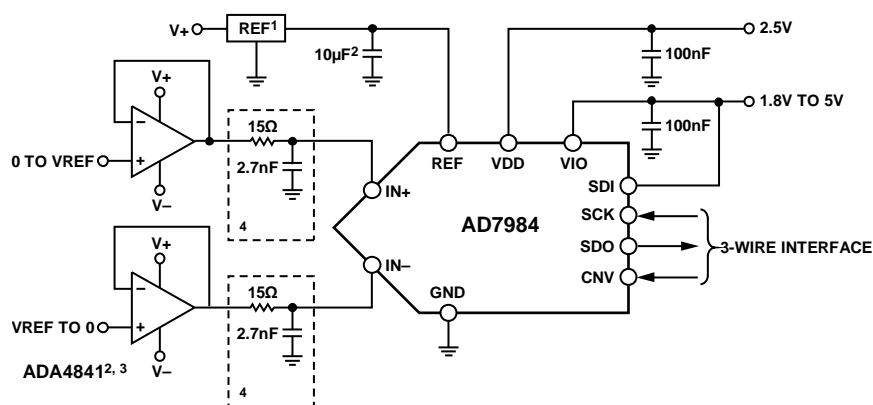 V+
REF1
10µF2
100nF
2.5V
1.8V TO 5V
100nF
V+
–
+
0 TO VREF
V–
15Ω
2.7nF
4
REF
VDD
VIO
IN+
SDI
SCK
AD7984
SDO
3-WIRE INTERFACE
IN–
CNV
GND
V+
–
+
VREF TO 0
V–
15Ω
2.7nF
4
ADA48412, 3